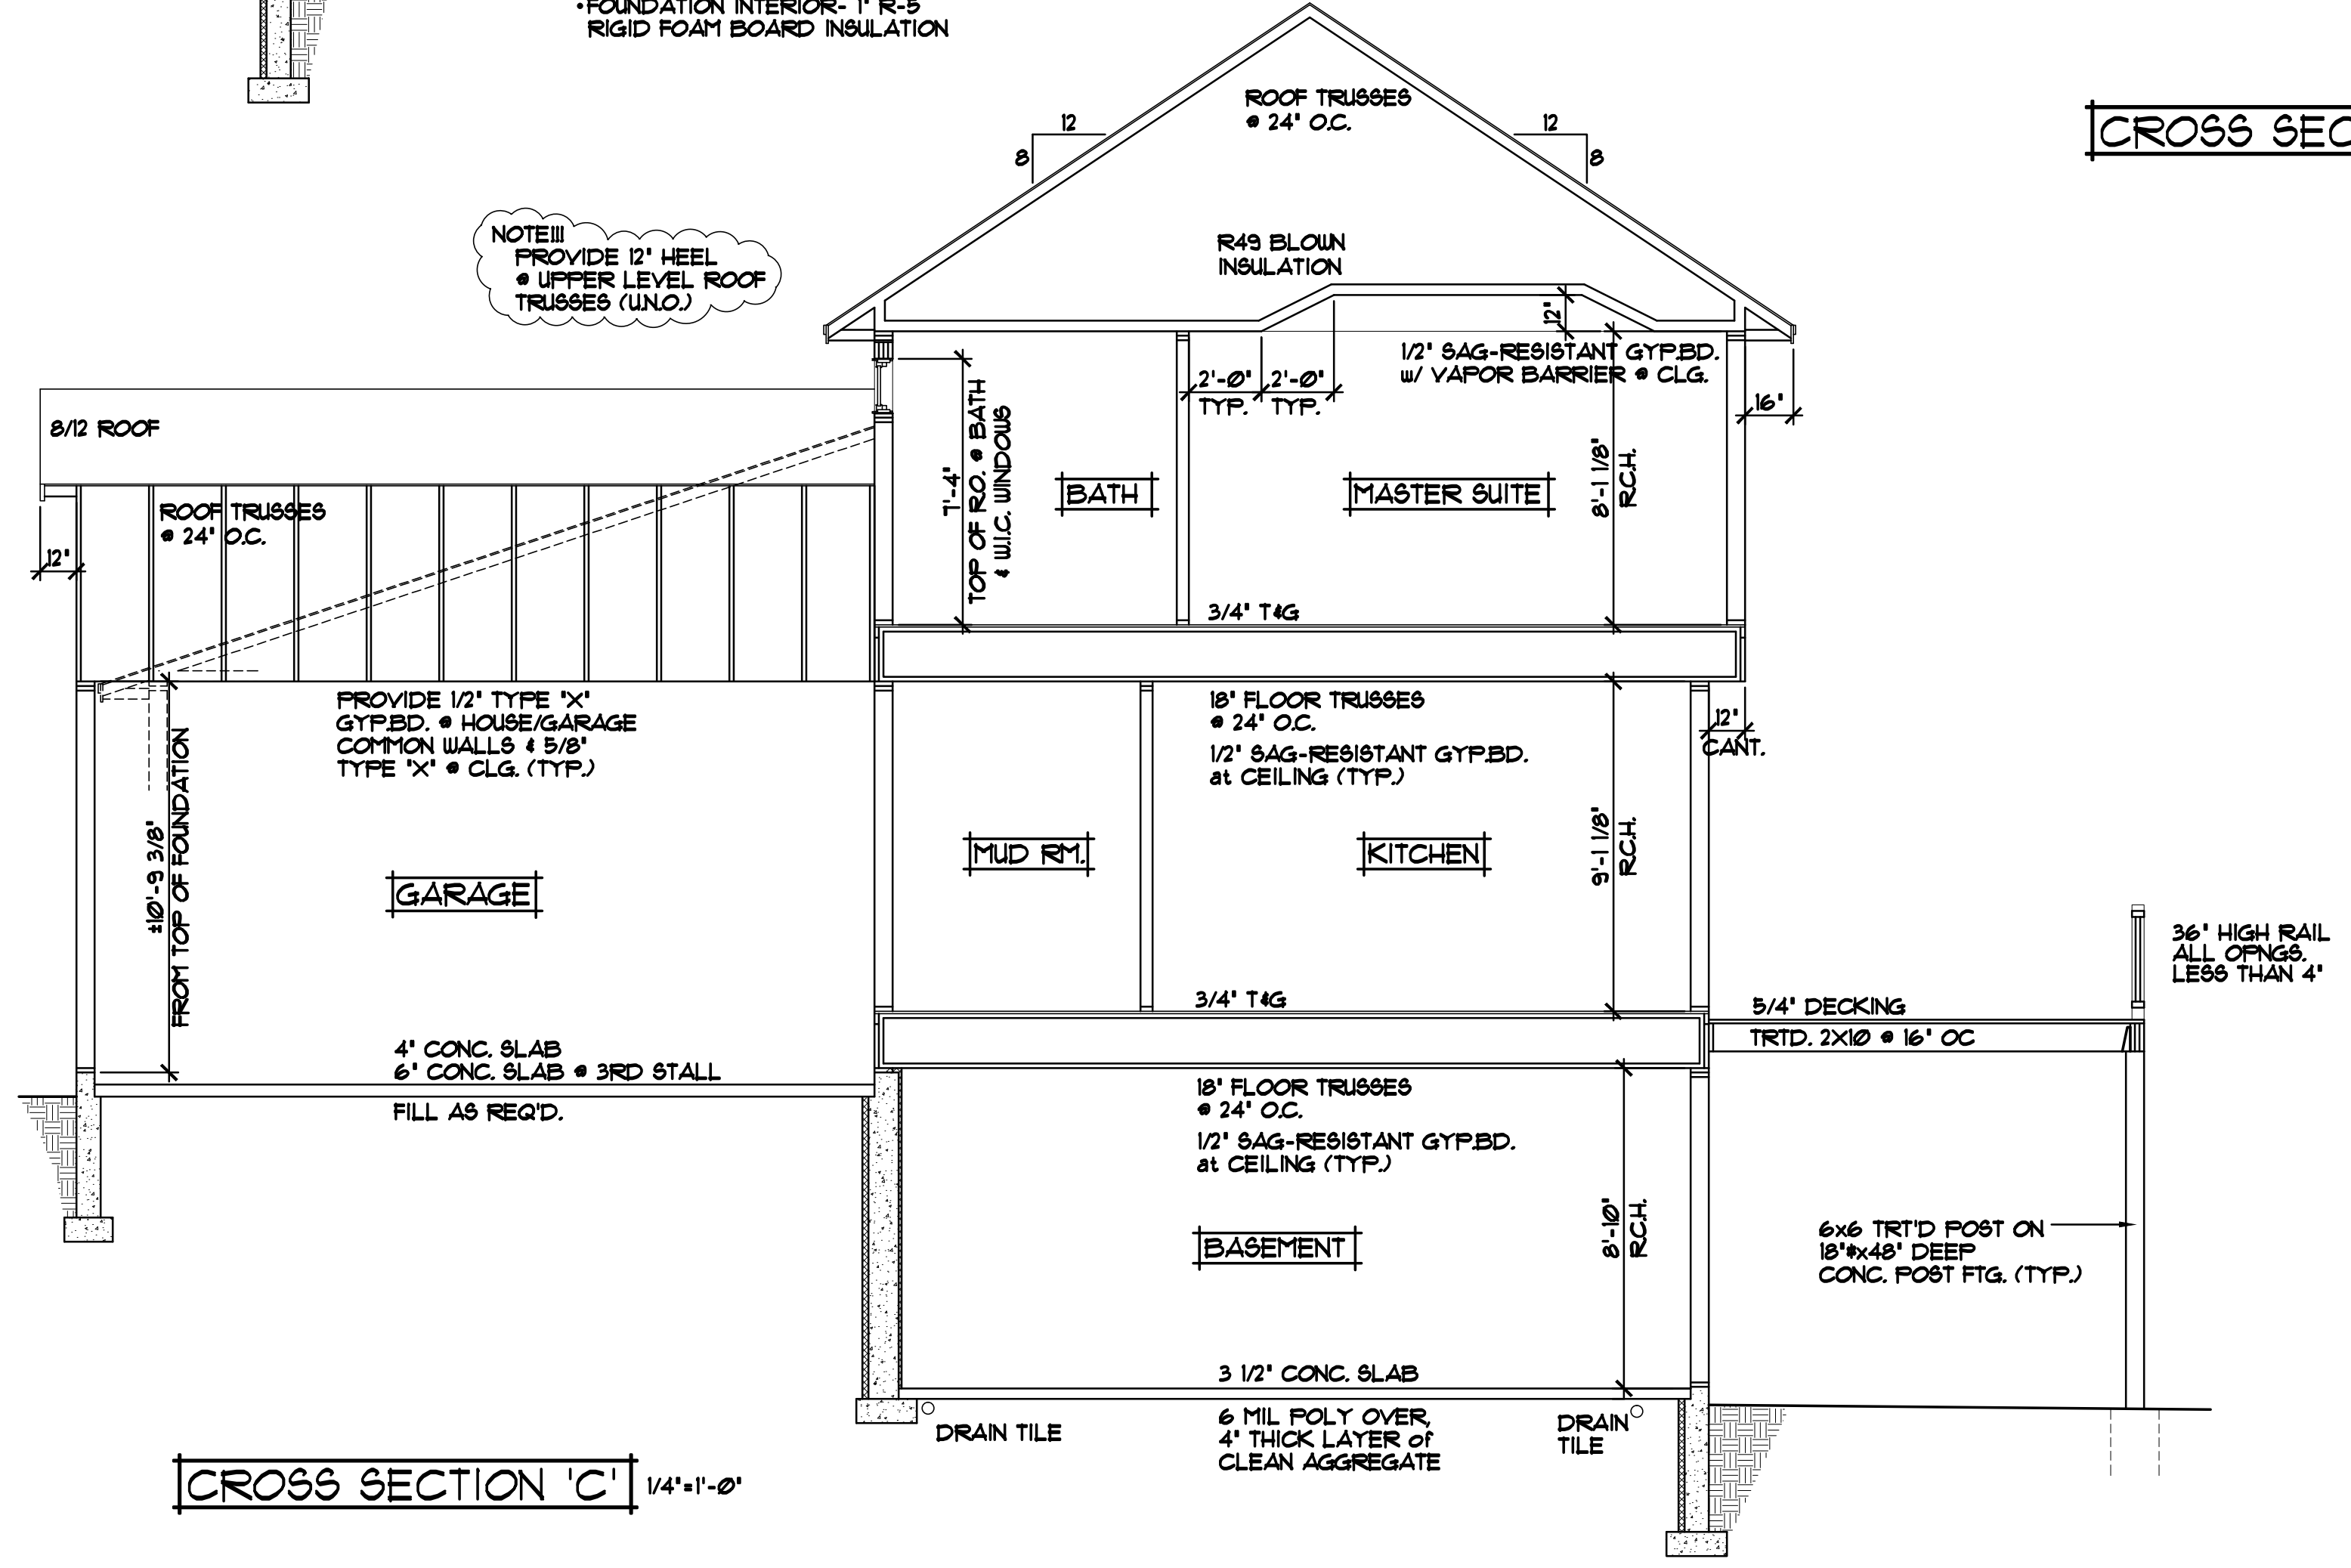 •FOUNDATION INTERIOR- 1" R-5
RIGID FOAM BOARD INSULATION
CROSS SEC
ROOF TRUSSES
@ 24" O.C.
12
8
12
8
NOTE!!!
PROVIDE 12" HEEL
@ UPPER LEVEL ROOF
TRUSSES (U.N.O.)
R49 BLOWN
INSULATION
12"
1/2" SAG-RESISTANT GYP.BD.
w/ VAPOR BARRIER @ CLG.
2'-0"
TYP.
2'-0"
TYP.
16"
8/12 ROOF
ROOF TRUSSES
@ 24" O.C.
12"
7'-4"
TOP OF R.O. @ BATH
& W.I.C. WINDOWS
BATH
MASTER SUITE
8'-1 1/8"
R.C.H.
3/4" T&G
PROVIDE 1/2" TYPE "X"
GYP.BD. @ HOUSE/GARAGE
COMMON WALLS & 5/8"
TYPE "X" @ CLG. (TYP.)
18" FLOOR TRUSSES
@ 24" O.C.
1/2" SAG-RESISTANT GYP.BD.
at CEILING (TYP.)
12"
CANT.
±10'-9 3/8"
FROM TOP OF FOUNDATION
GARAGE
MUD RM.
KITCHEN
9'-1 1/8"
R.C.H.
36" HIGH RAIL
ALL OPNGS.
LESS THAN 4"
3/4" T&G
5/4" DECKING
TRTD. 2X10 @ 16" OC
4" CONC. SLAB
6" CONC. SLAB @ 3RD STALL
FILL AS REQ'D.
18" FLOOR TRUSSES
@ 24" O.C.
1/2" SAG-RESISTANT GYP.BD.
at CEILING (TYP.)
BASEMENT
8'-10"
R.C.H.
6x6 TRT'D POST ON
18"øx48" DEEP
CONC. POST FTG. (TYP.)
3 1/2" CONC. SLAB
DRAIN TILE
6 MIL POLY OVER,
4" THICK LAYER of
CLEAN AGGREGATE
DRAIN
TILE
CROSS SECTION 'C'
1/4"=1'-0"